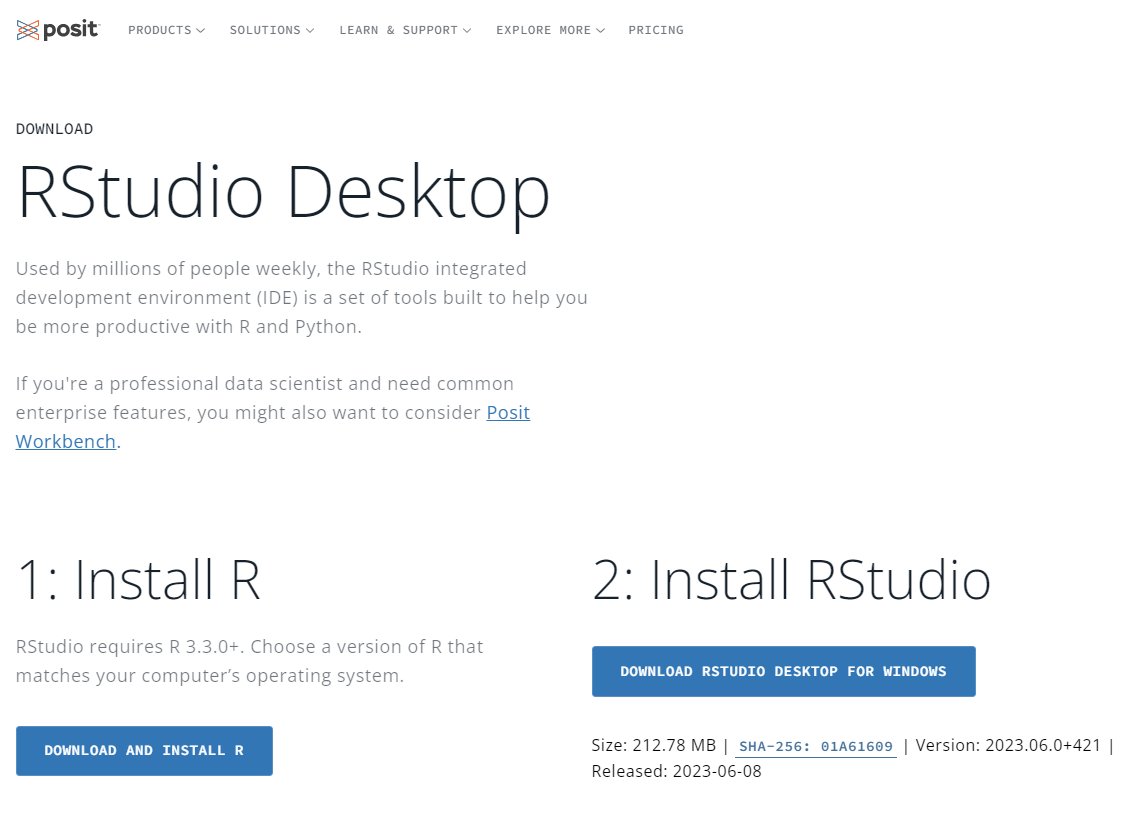 posit
PRODUCTS
SOLUTIONS
LEARN & SUPPORT
EXPLORE MORE
PRICING
DOWNLOAD
RStudio Desktop
Used by millions of people weekly, the RStudio integrated
development environment (IDE) is a set of tools built to help you
be more productive with R and Python.
If you're a professional data scientist and need common
enterprise features, you might also want to consider Posit
Workbench.
1: Install R
RStudio requires R 3.3.0+. Choose a version of R that
matches your computer’s operating system.
DOWNLOAD AND INSTALL R
2: Install RStudio
DOWNLOAD RSTUDIO DESKTOP FOR WINDOWS
Size: 212.78 MB | SHA-256: 01A61609 | Version: 2023.06.0+421 |
Released: 2023-06-08